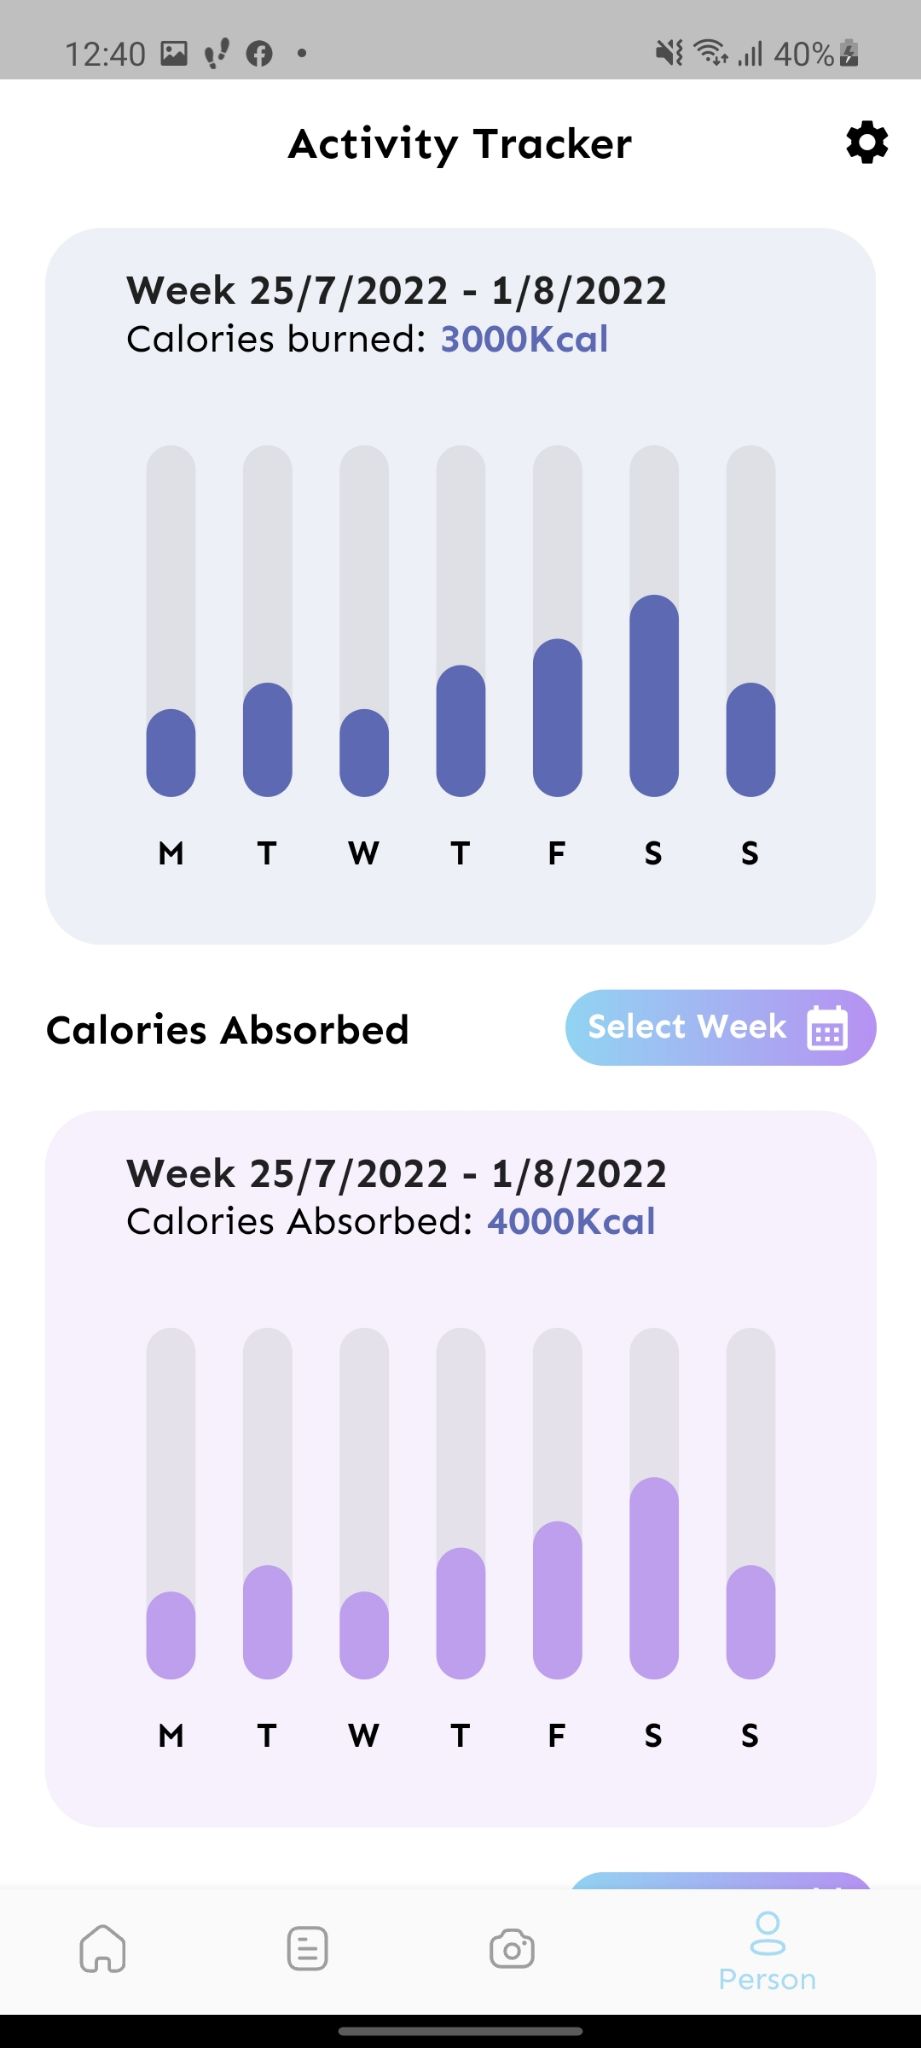 12:40
40%
Activity Tracker
Week 25/7/2022 - 1/8/2022
Calories burned: 3000Kcal
M T W T F S S
Calories Absorbed
Select Week
Week 25/7/2022 - 1/8/2022
Calories Absorbed: 4000Kcal
M T W T F S S
Person